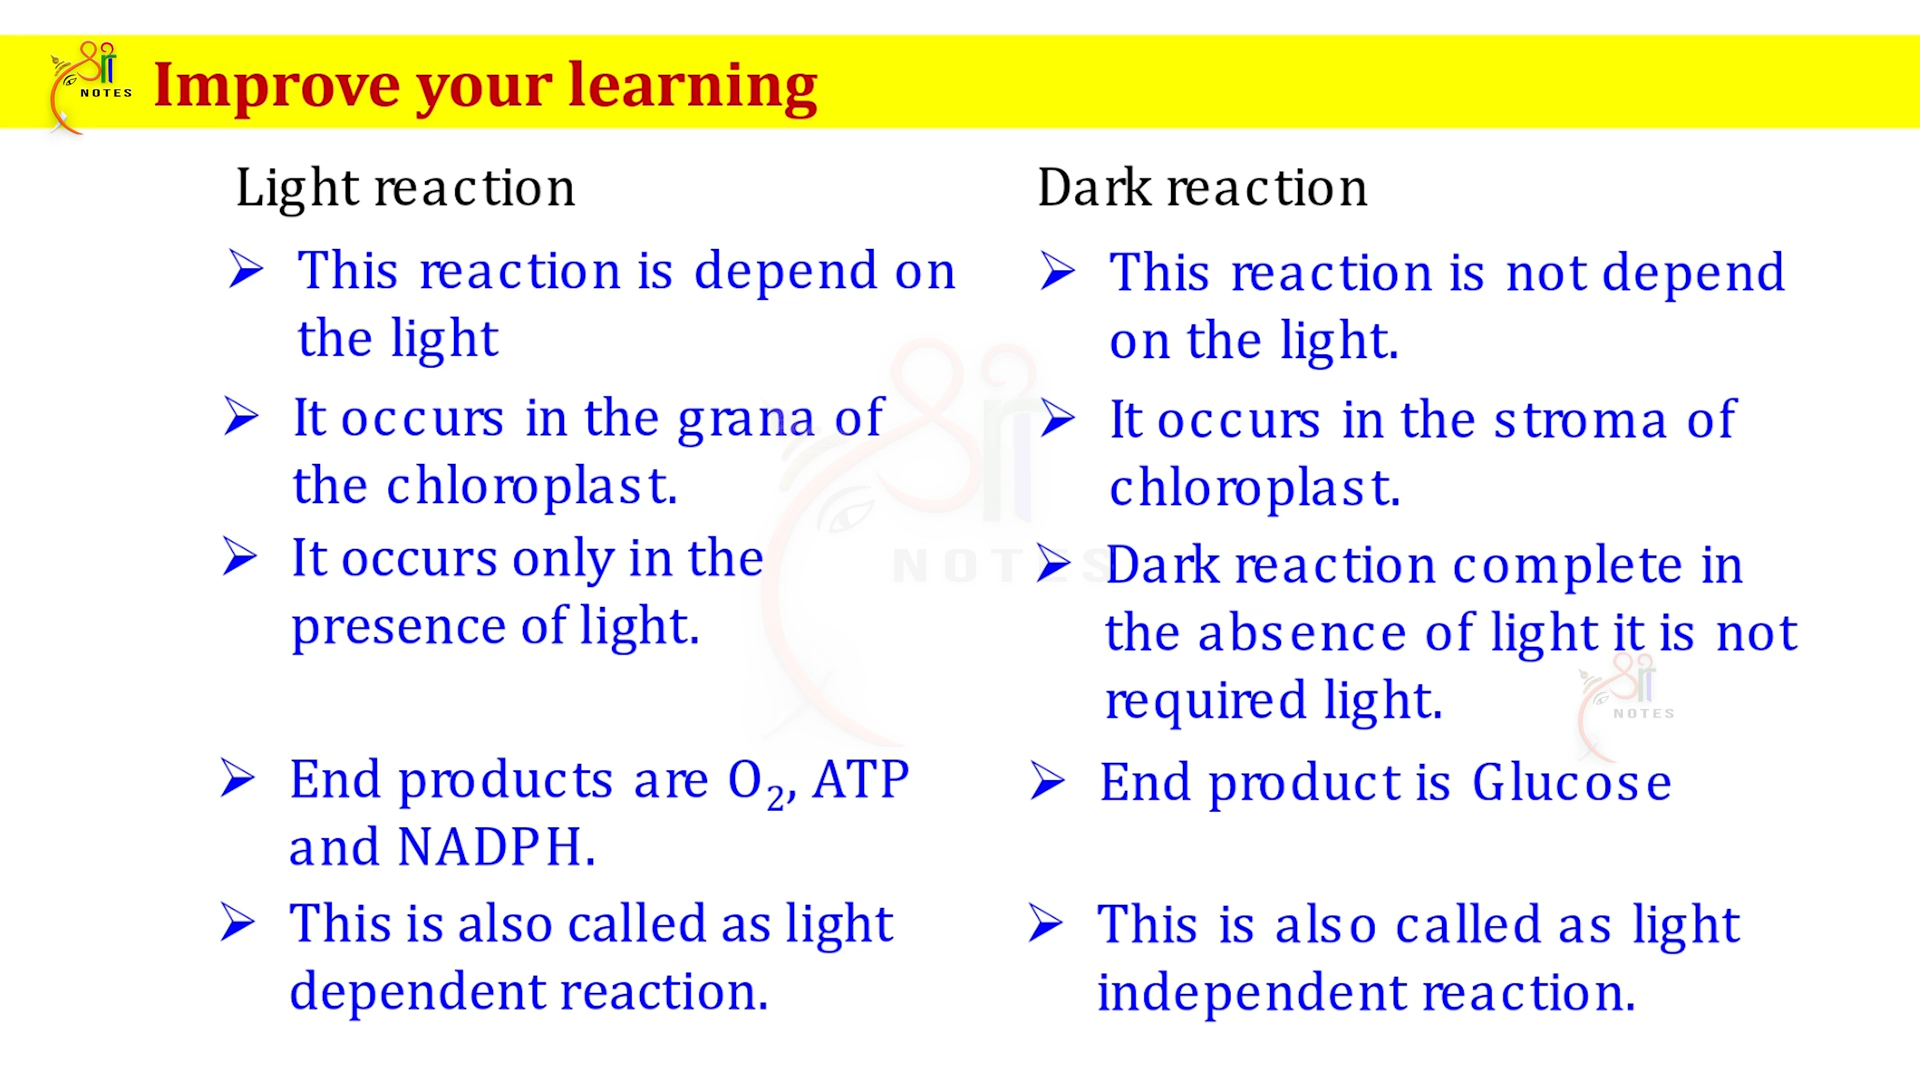 श्री
NOTES
Improve your learning
Light reaction
➢ This reaction is depend on
the light
➢ It occurs in the grana of
the chloroplast.
➢ It occurs only in the
presence of light.
➢ End products are O₂, ATP
and NADPH.
➢ This is also called as light
dependent reaction.
Dark reaction
➢ This reaction is not depend
on the light.
➢ It occurs in the stroma of
chloroplast.
➢ Dark reaction complete in
the absence of light it is not
required light.
➢ End product is Glucose
➢ This is also called as light
independent reaction.
श्री
NOTES
श्री
NOTES